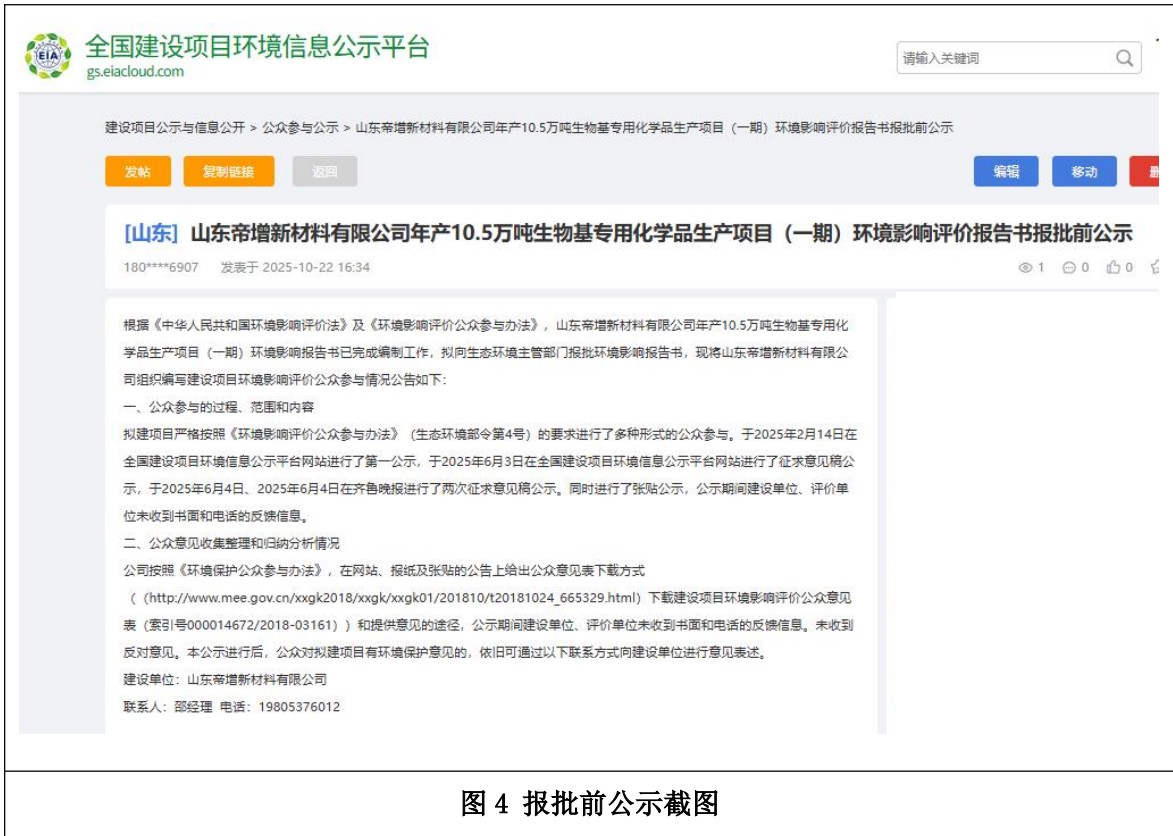 EIA
全国建设项目环境信息公示平台
gs.eiacloud.com
请输入关键词
建设项目公示与信息公开 > 公众参与公示 > 山东帝增新材料有限公司年产10.5万吨生物基专用化学品生产项目（一期）环境影响评价报告书报批前公示
发帖 复制链接 返回 编辑 移动
[山东] 山东帝增新材料有限公司年产10.5万吨生物基专用化学品生产项目（一期）环境影响评价报告书报批前公示
180****6907 发表于 2025-10-22 16:34 1 0 0
根据《中华人民共和国环境影响评价法》及《环境影响评价公众参与办法》，山东帝增新材料有限公司年产10.5万吨生物基专用化
学品生产项目（一期）环境影响报告书已完成编制工作，拟向生态环境主管部门报批环境影响报告书，现将山东帝增新材料有限公
司组织编写建设项目环境影响评价公众参与情况公告如下：
一、公众参与的过程、范围和内容
拟建项目严格按照《环境影响评价公众参与办法》（生态环境部令第4号）的要求进行了多种形式的公众参与。于2025年2月14日在
全国建设项目环境信息公示平台网站进行了第一公示，于2025年6月3日在全国建设项目环境信息公示平台网站进行了征求意见稿公
示，于2025年6月4日、2025年6月4日在齐鲁晚报进行了两次征求意见稿公示。同时进行了张贴公示，公示期间建设单位、评价单
位未收到书面和电话的反馈信息。
二、公众意见收集整理和归纳分析情况
公司按照《环境保护公众参与办法》，在网站、报纸及张贴的公告上给出公众意见表下载方式
（（http://www.mee.gov.cn/xxgk2018/xxgk/xxgk01/201810/t20181024_665329.html）下载建设项目环境影响评价公众意见
表（索引号000014672/2018-03161））和提供意见的途径，公示期间建设单位、评价单位未收到书面和电话的反馈信息。未收到
反对意见。本公示进行后，公众对拟建项目有环境保护意见的，依旧可通过以下联系方式向建设单位进行意见表述。
建设单位：山东帝增新材料有限公司
联系人：邵经理 电话：19805376012
图 4 报批前公示截图